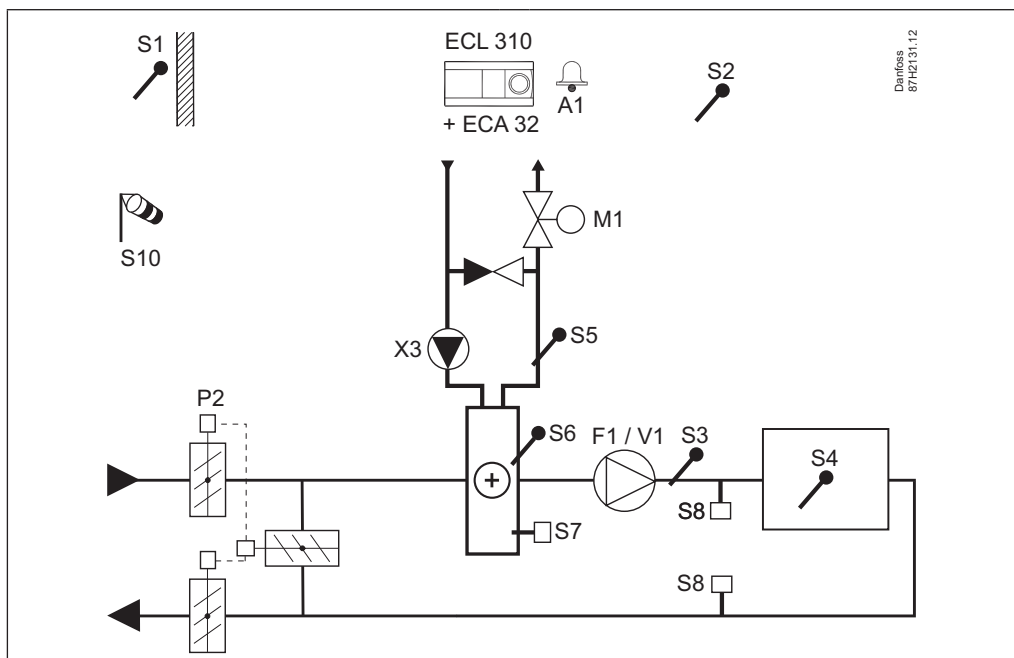 S1
ECL 310
A1
+ ECA 32
S2
Danfoss
87H2131.12
S10
M1
X3
S5
P2
S6
F1 / V1
S3
S4
S8
S7
S8